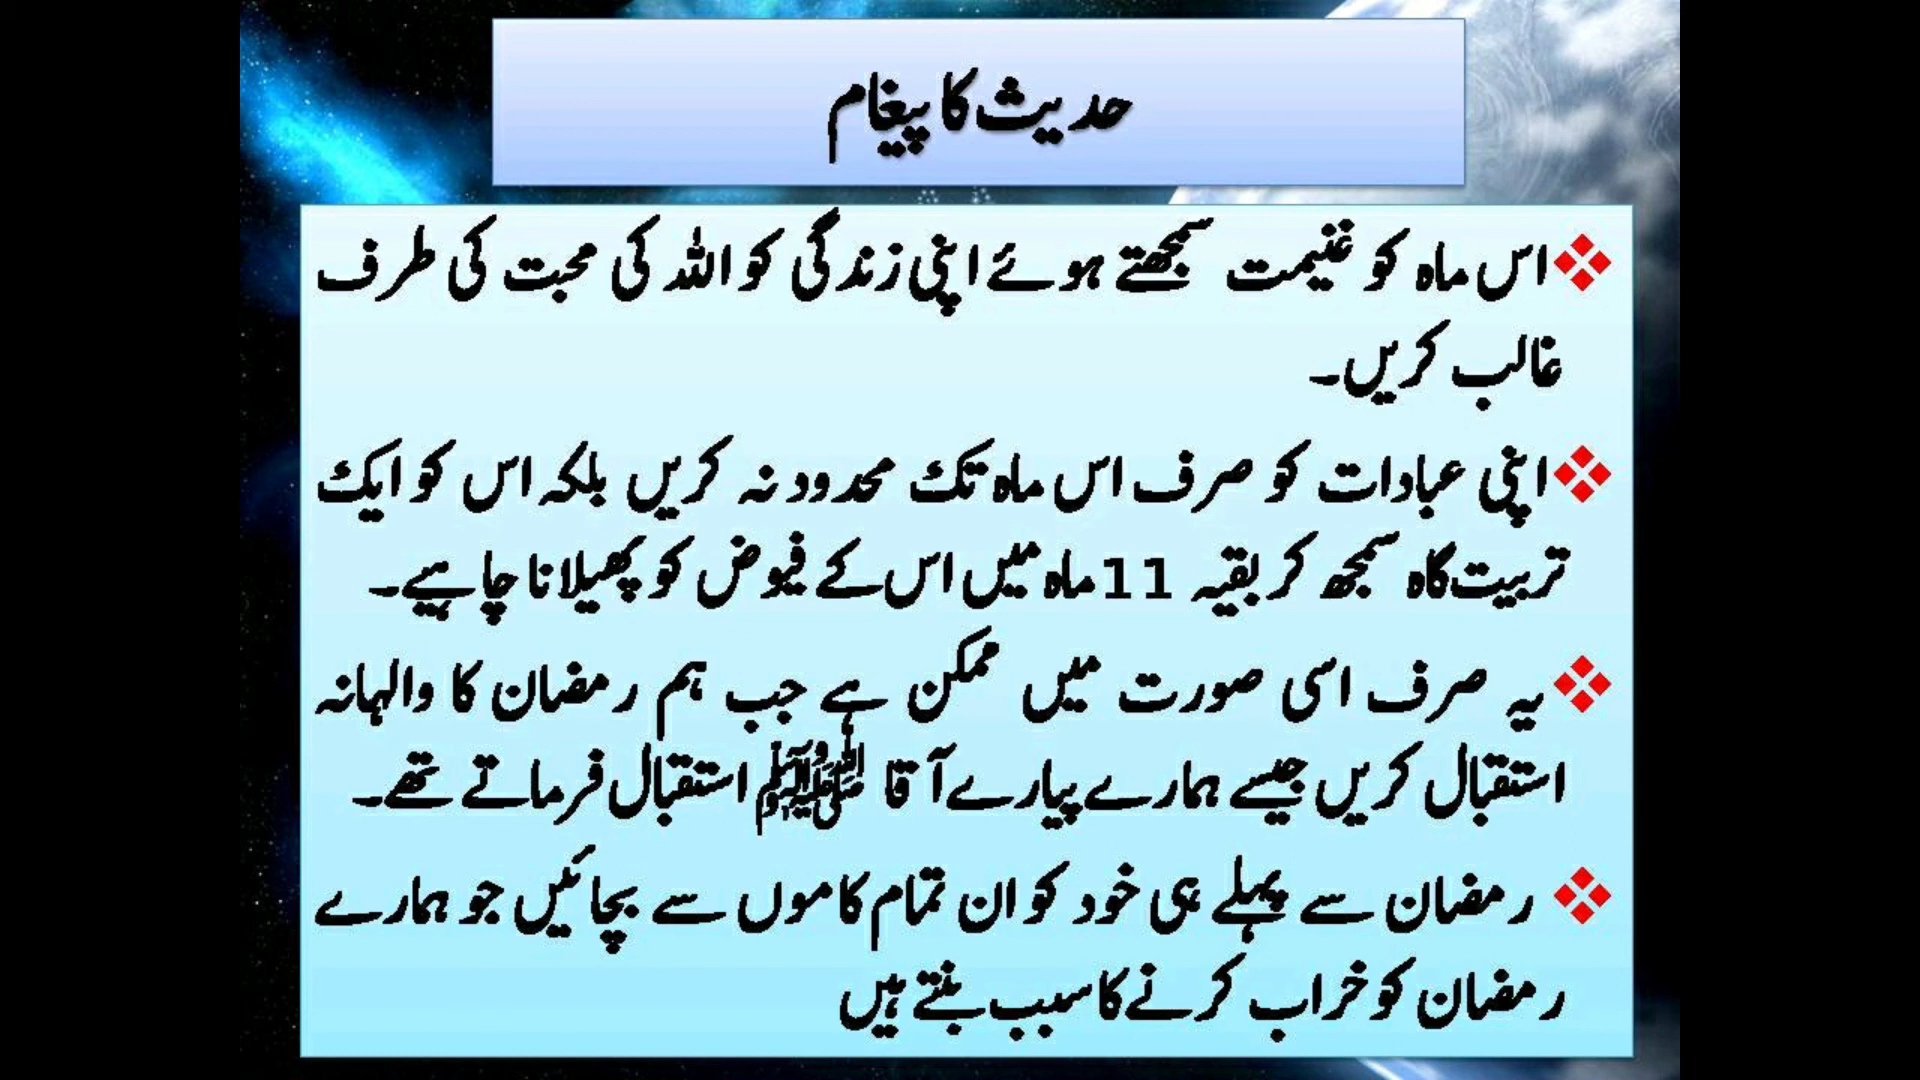 حدیث کا پیغام
اس ماہ کو غنیمت سمجھتے ہوئے اپنی زندگی کو اللہ کی محبت کی طرف
غالب کریں۔
اپنی عبادات کو صرف اس ماہ تک محدود نہ کریں بلکہ اس کو ایک
تربیت گاہ سمجھ کر بقیہ 11 ماہ میں اس کے فیوض کو پھیلانا چاہیے۔
یہ صرف اسی صورت میں ممکن ہے جب ہم رمضان کا والہانہ
استقبال کریں جیسے ہمارے پیارے آقا ﷺ استقبال فرماتے تھے۔
رمضان سے پہلے ہی خود کو ان تمام کاموں سے بچائیں جو ہمارے
رمضان کو خراب کرنے کا سبب بنتے ہیں